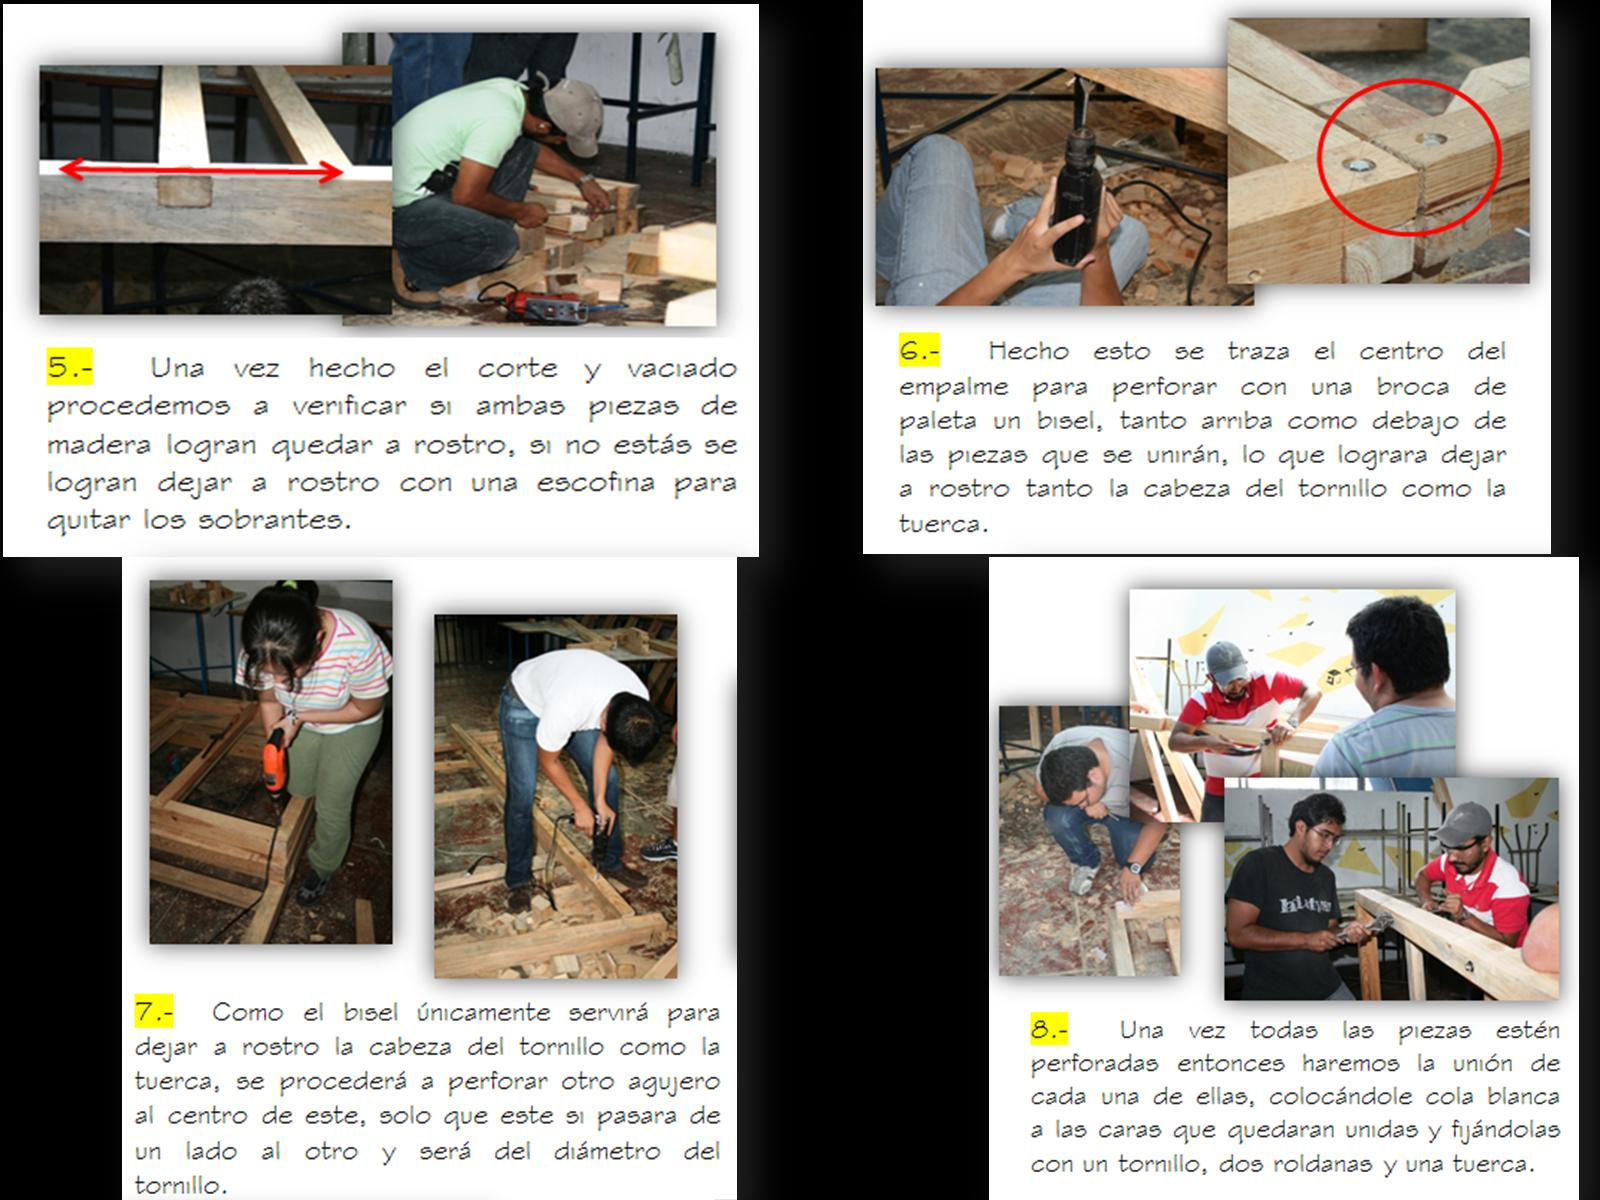 5.- Una vez hecho el corte y vaciado
procedemos a verificar si ambas piezas de
madera logran quedar a rostro, si no estás se
logran dejar a rostro con una escofina para
quitar los sobrantes.
6.- Hecho esto se traza el centro del
empalme para perforar con una broca de
paleta un bisel, tanto arriba como debajo de
las piezas que se unirán, lo que lograra dejar
a rostro tanto la cabeza del tornillo como la
tuerca.
7.- Como el bisel únicamente servirá para
dejar a rostro la cabeza del tornillo como la
tuerca, se procederá a perforar otro agujero
al centro de este, solo que este si pasara de
un lado al otro y será del diámetro del
tornillo.
8.- Una vez todas las piezas estén
perforadas entonces haremos la unión de
cada una de ellas, colocándole cola blanca
a las caras que quedaran unidas y fijándolas
con un tornillo, dos roldanas y una tuerca.